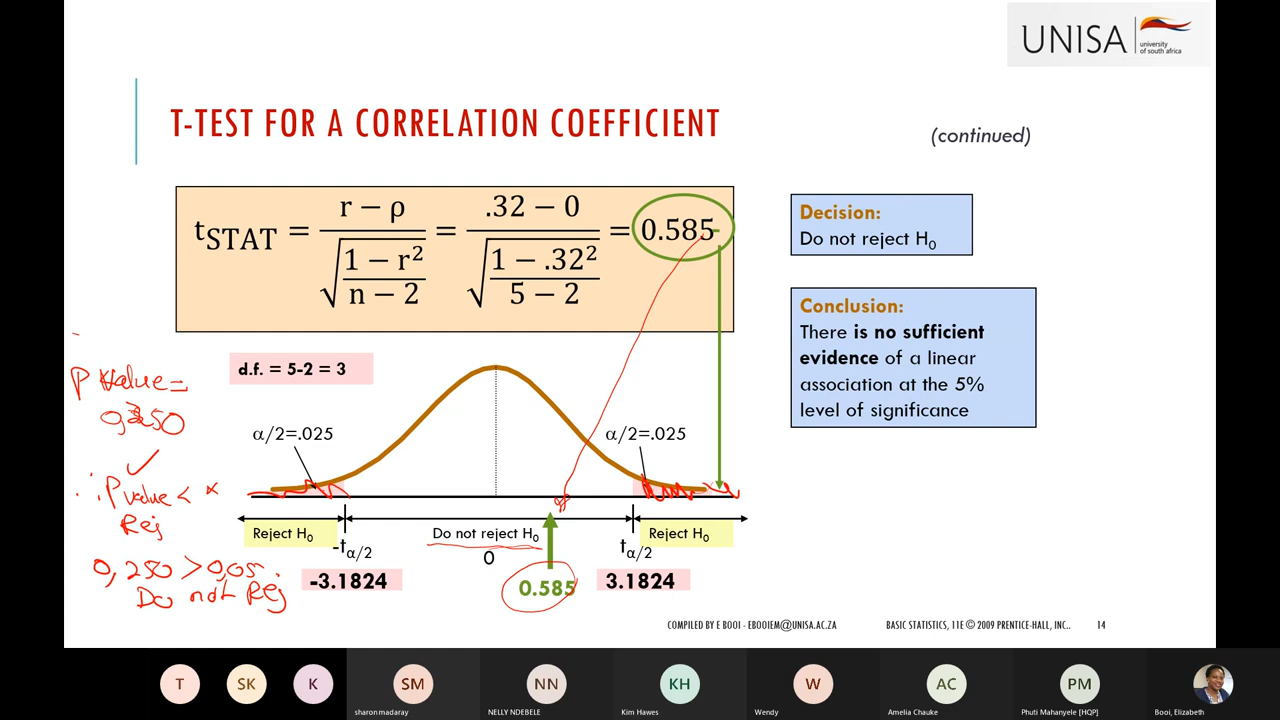 UNISA
university
of south africa
T-TEST FOR A CORRELATION COEFFICIENT
(continued)
tSTAT = r − ρ / √(1 − r² / n − 2) = .32 − 0 / √(1 − .32² / 5 − 2) = 0.585
Decision:
Do not reject H₀
Conclusion:
There is no sufficient
evidence of a linear
association at the 5%
level of significance
d.f. = 5-2 = 3
P value =
α/2=.025
α/2=.025
∴ P value < α
Rej
Reject H₀
Do not reject H₀
Reject H₀
-tα/2
0
tα/2
0,250 > 0,05.
Do not Rej
-3.1824
0.585
3.1824
COMPILED BY E BOOI - EBOOIEM@UNISA.AC.ZA
BASIC STATISTICS, 11E © 2009 PRENTICE-HALL, INC..
14
T
SK
K
SM
NN
KH
W
AC
PM
sharon madaray
NELLY NDEBELE
Kim Hawes
Wendy
Amelia Chauke
Phuti Mahanyele [HQP]
Booi, Elizabeth